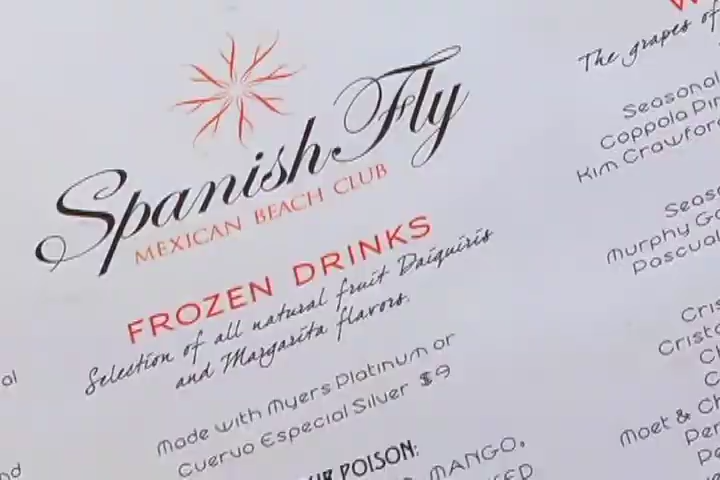 Spanish Fly
MEXICAN BEACH CLUB
FROZEN DRINKS
Selection of all natural fruit Daiquiris
and Margarita flavors.
made with Myers Platinum or
Cuervo Especial Silver $9
POISON:
MANGO,
The grapes of
Seasonal
Coppola
Kim Crawford
Murphy
Pascual
Moet &